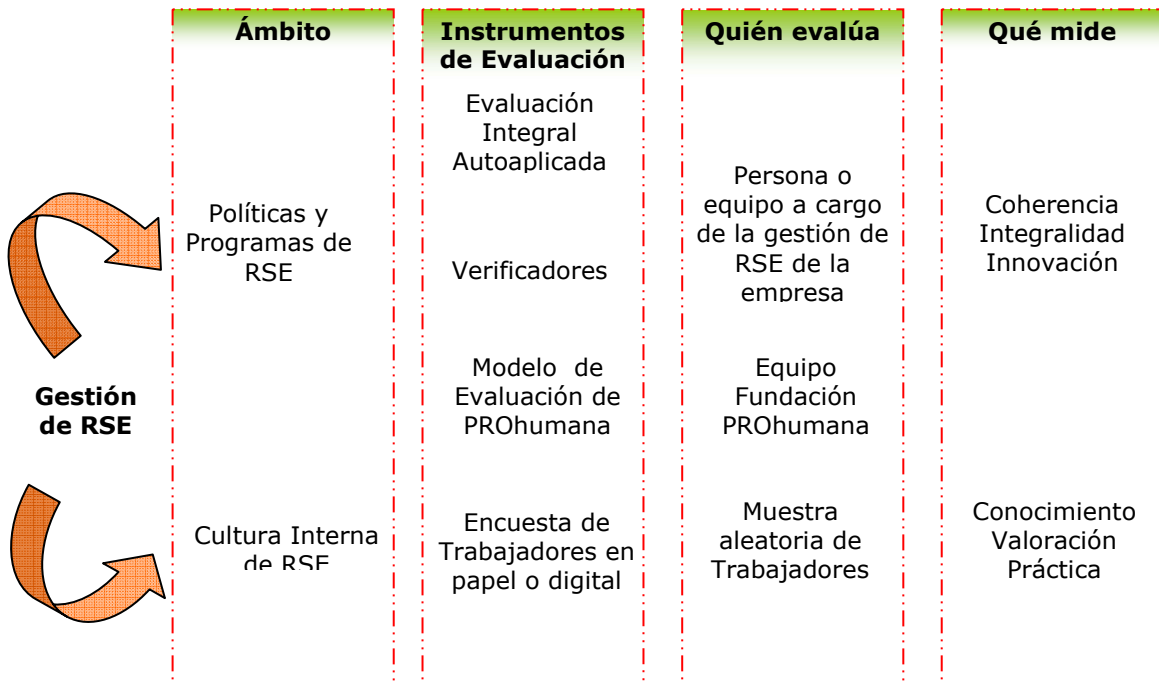 Ámbito
Instrumentos
de Evaluación
Quién evalúa
Qué mide
Evaluación
Integral
Autoaplicada
Políticas y
Programas de
RSE
Verificadores
Persona o
equipo a cargo
de la gestión de
RSE de la
empresa
Coherencia
Integralidad
Innovación
Gestión
de RSE
Modelo de
Evaluación de
PROhumana
Equipo
Fundación
PROhumana
Cultura Interna
de RSE
Encuesta de
Trabajadores en
papel o digital
Muestra
aleatoria de
Trabajadores
Conocimiento
Valoración
Práctica